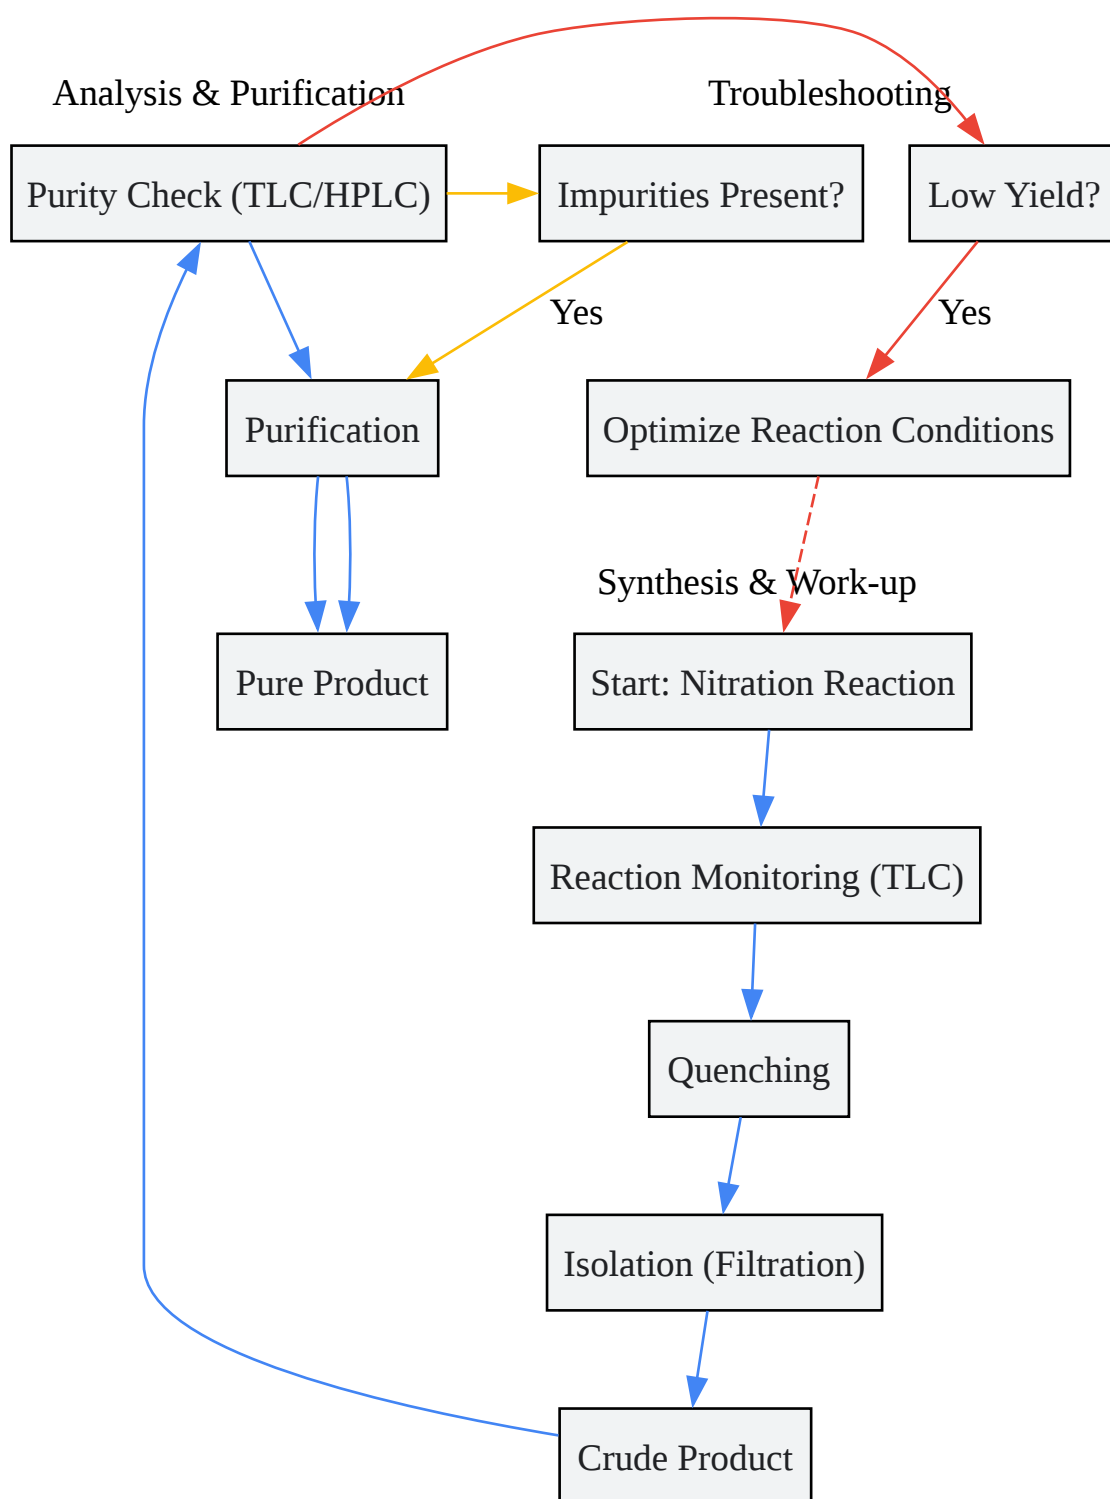 Analysis & Purification
Troubleshooting
Purity Check (TLC/HPLC)
Impurities Present?
Low Yield?
Yes
Yes
Purification
Optimize Reaction Conditions
Synthesis & Work-up
Pure Product
Start: Nitration Reaction
Reaction Monitoring (TLC)
Quenching
Isolation (Filtration)
Crude Product